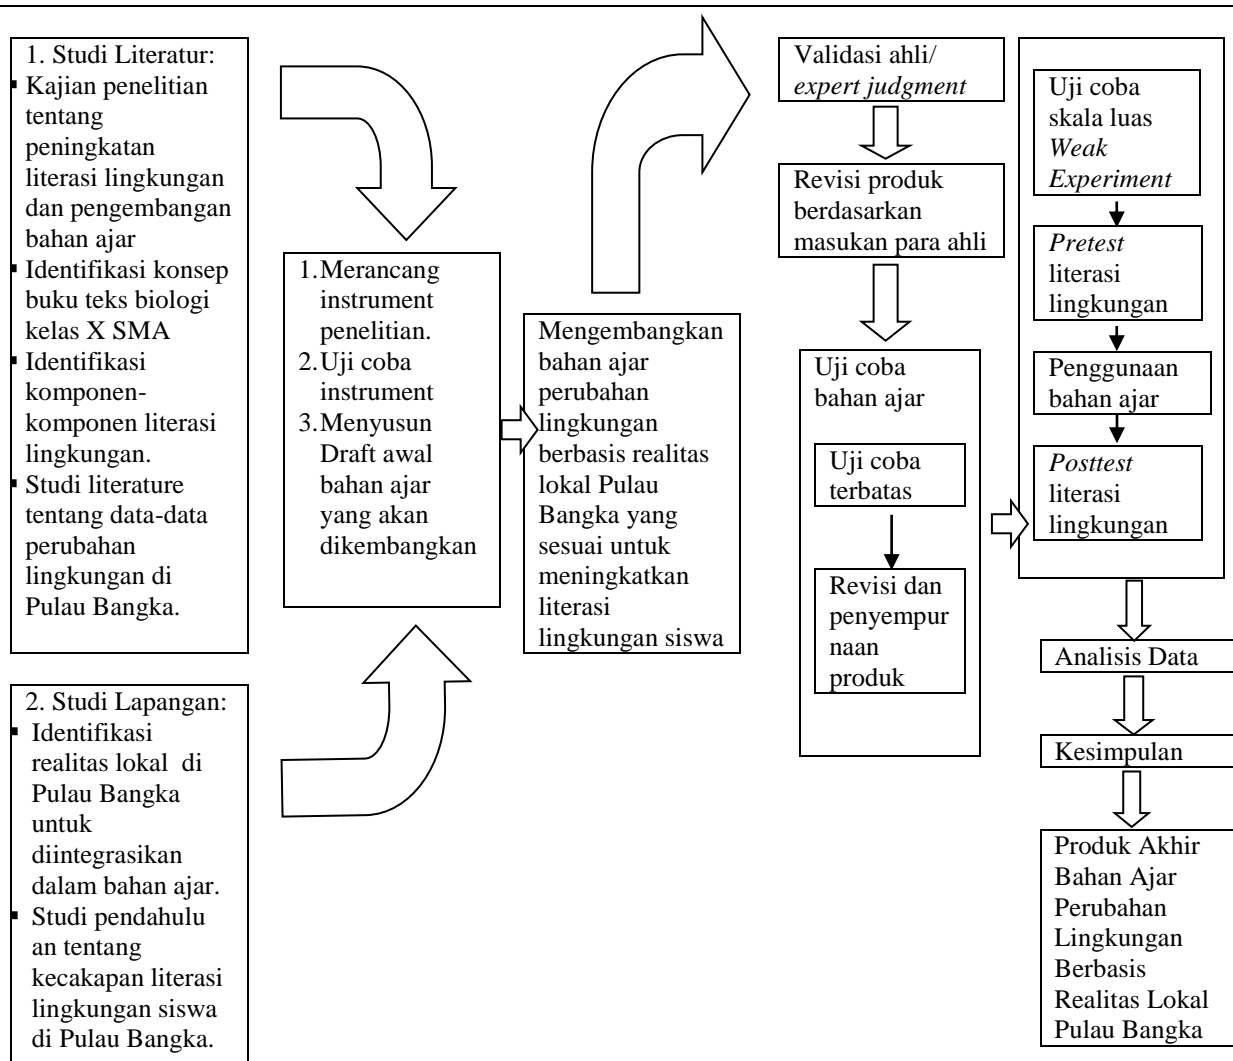 1. Studi Literatur:
▪ Kajian penelitian
tentang
peningkatan
literasi lingkungan
dan pengembangan
bahan ajar
▪ Identifikasi konsep
buku teks biologi
kelas X SMA
▪ Identifikasi
komponen-
komponen literasi
lingkungan.
▪ Studi literature
tentang data-data
perubahan
lingkungan di
Pulau Bangka.
2. Studi Lapangan:
▪ Identifikasi
realitas lokal di
Pulau Bangka
untuk
diintegrasikan
dalam bahan ajar.
▪ Studi pendahulu
an tentang
kecakapan literasi
lingkungan siswa
di Pulau Bangka.
1. Merancang
instrument
penelitian.
2. Uji coba
instrument
3. Menyusun
Draft awal
bahan ajar
yang akan
dikembangkan
Mengembangkan
bahan ajar
perubahan
lingkungan
berbasis realitas
lokal Pulau
Bangka yang
sesuai untuk
meningkatkan
literasi
lingkungan siswa
Validasi ahli/
expert judgment
Revisi produk
berdasarkan
masukan para ahli
Uji coba
bahan ajar
Uji coba
terbatas
Revisi dan
penyempur
naan
produk
Uji coba
skala luas
Weak
Experiment
Pretest
literasi
lingkungan
Penggunaan
bahan ajar
Posttest
literasi
lingkungan
Analisis Data
Kesimpulan
Produk Akhir
Bahan Ajar
Perubahan
Lingkungan
Berbasis
Realitas Lokal
Pulau Bangka